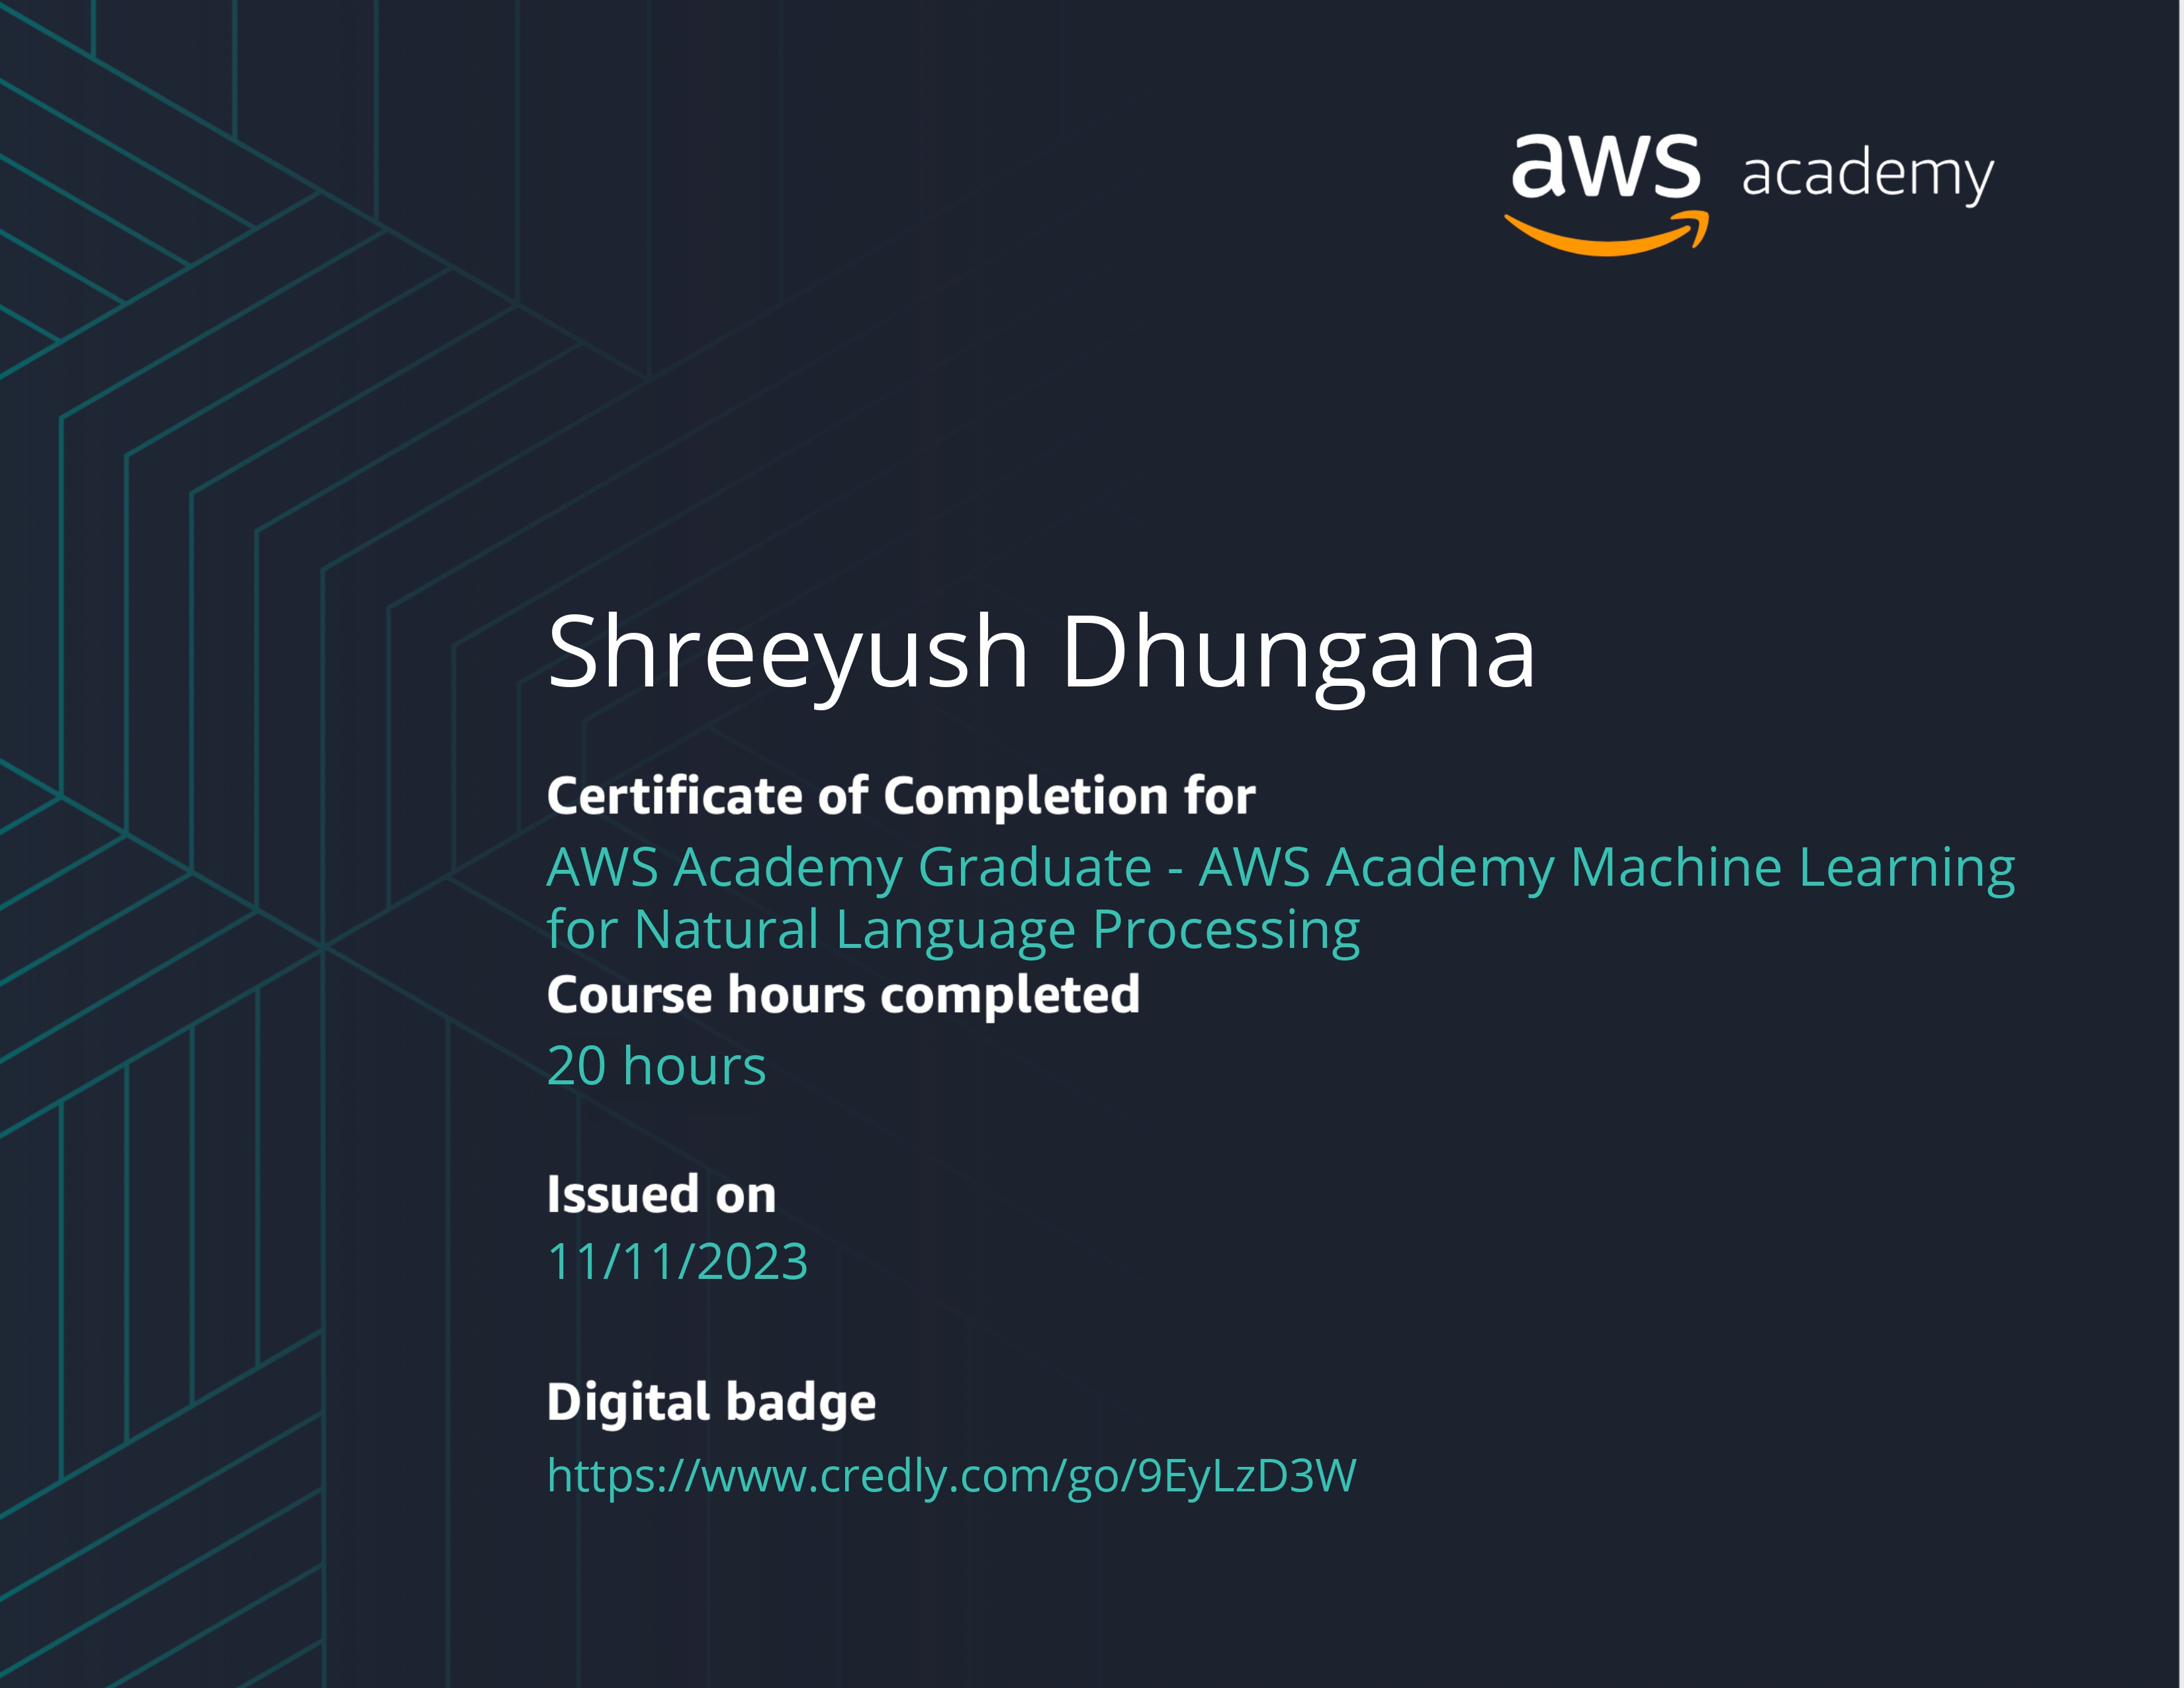 aws academy
Shreeyush Dhungana
Certificate of Completion for
AWS Academy Graduate - AWS Academy Machine Learning
for Natural Language Processing
Course hours completed
20 hours
Issued on
11/11/2023
Digital badge
https://www.credly.com/go/9EyLzD3W